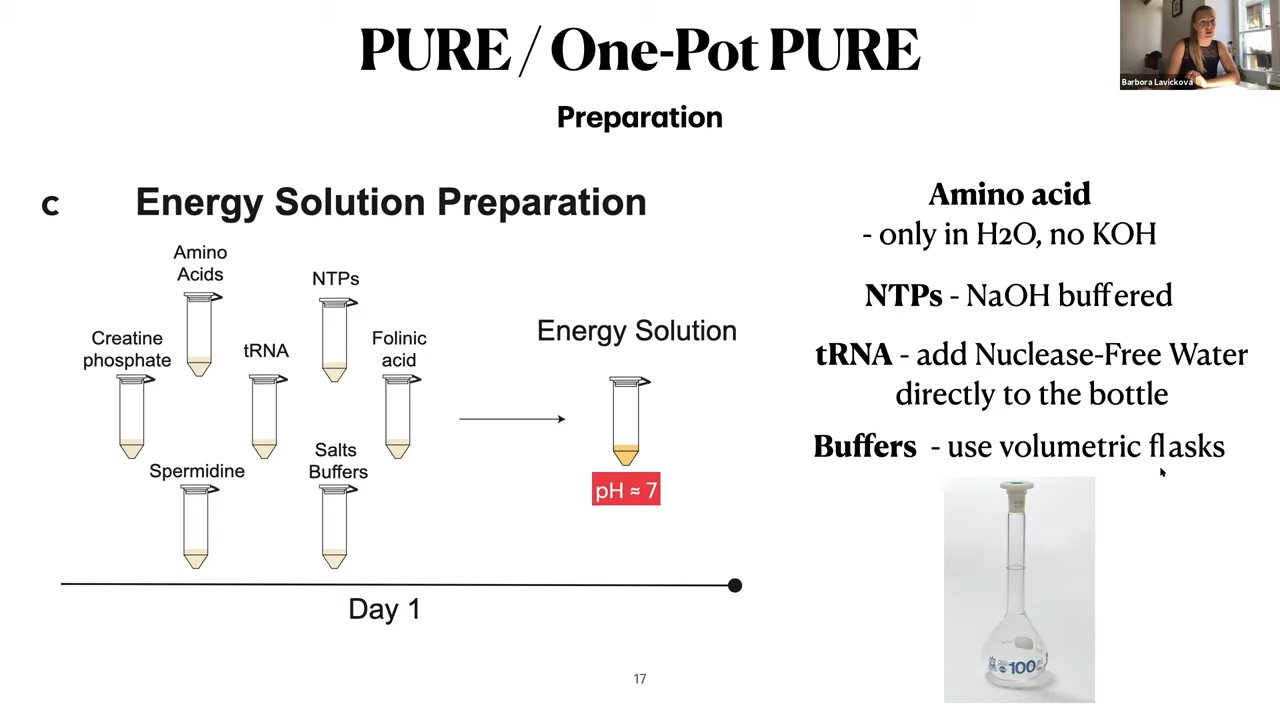 PURE / One-Pot PURE
Barbora Lavickova
Preparation
c
Energy Solution Preparation
Amino
Acids
NTPs
Creatine
phosphate
tRNA
Folinic
acid
Spermidine
Salts
Buffers
Energy Solution
pH ≈ 7
Day 1
Amino acid
- only in H2O, no KOH
NTPs - NaOH buffered
tRNA - add Nuclease-Free Water
directly to the bottle
Buffers - use volumetric flasks
100
17